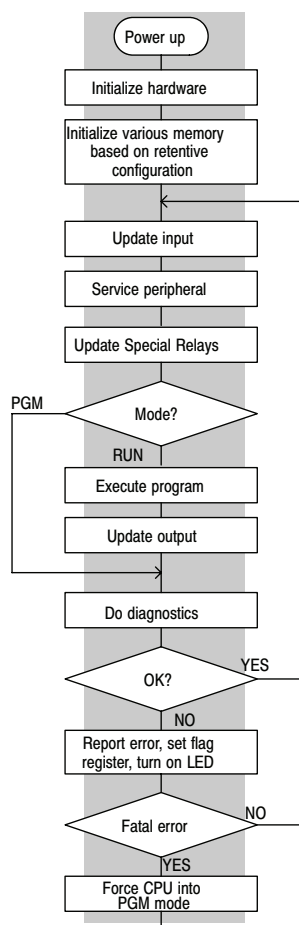 Power up
Initialize hardware
Initialize various memory
based on retentive
configuration
Update input
Service peripheral
Update Special Relays
PGM
Mode?
RUN
Execute program
Update output
Do diagnostics
YES
OK?
NO
Report error, set flag
register, turn on LED
NO
Fatal error
YES
Force CPU into
PGM mode